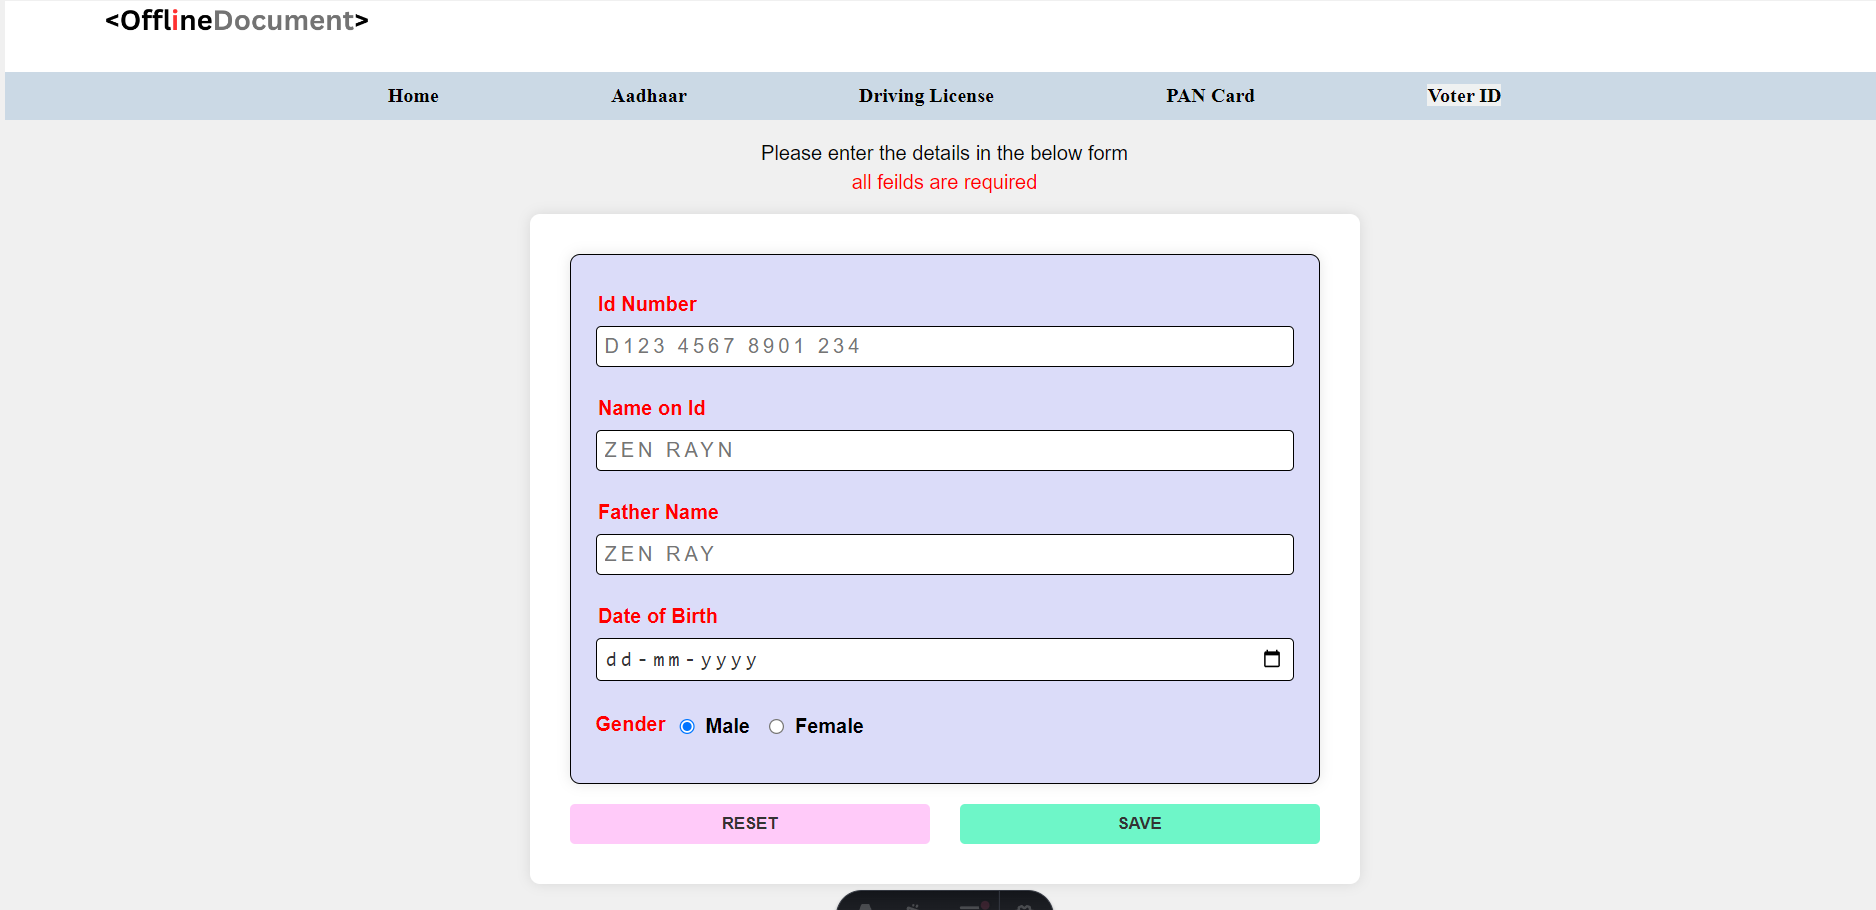 <OfflineDocument>
Home Aadhaar Driving License PAN Card Voter ID
Please enter the details in the below form
all feilds are required
Id Number
D123 4567 8901 234
Name on Id
ZEN RAYN
Father Name
ZEN RAY
Date of Birth
dd-mm-yyyy
Gender Male Female
RESET SAVE